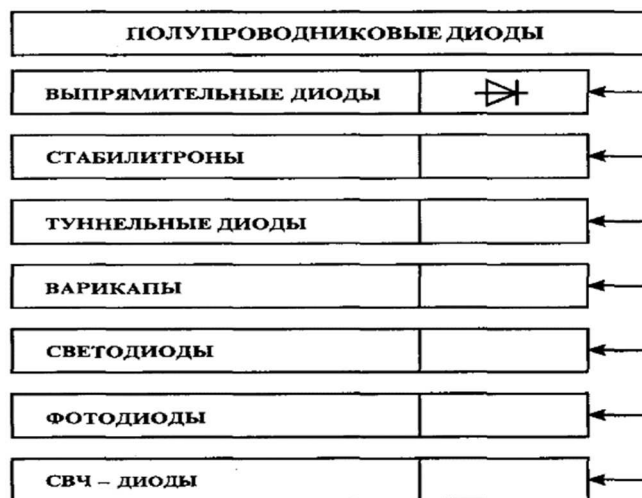 ПОЛУПРОВОДНИКОВЫЕ ДИОДЫ
ВЫПРЯМИТЕЛЬНЫЕ ДИОДЫ
СТАБИЛИТРОНЫ
ТУННЕЛЬНЫЕ ДИОДЫ
ВАРИКАПЫ
СВЕТОДИОДЫ
ФОТОДИОДЫ
СВЧ – ДИОДЫ